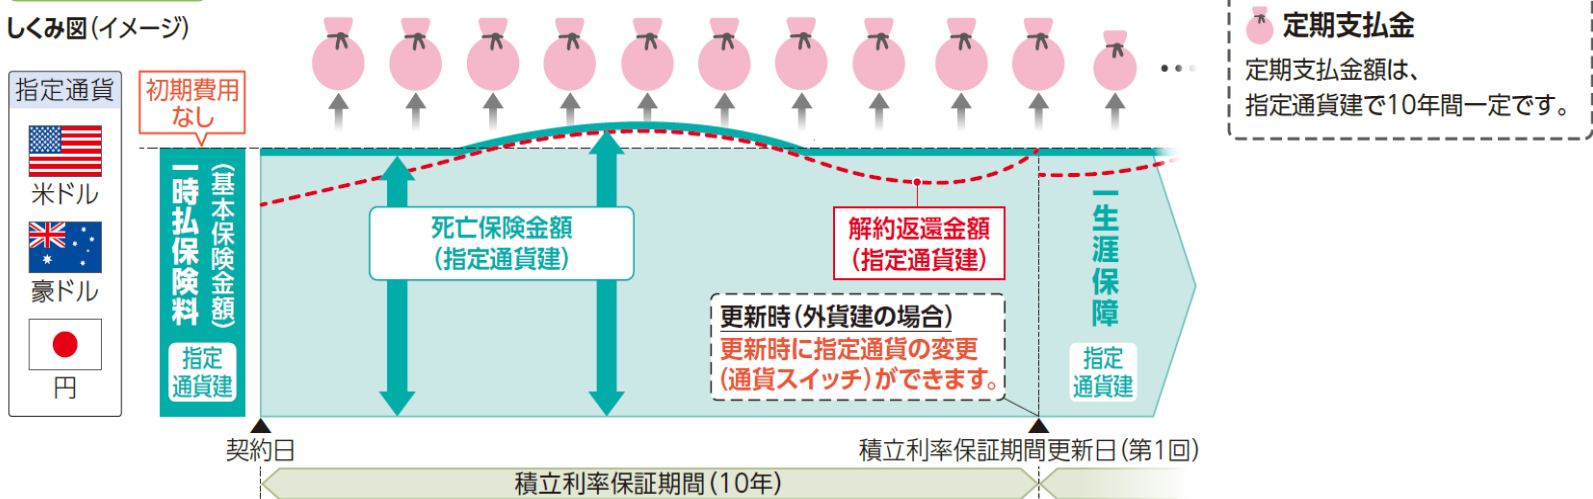 しくみ図(イメージ)
指定通貨
米ドル
豪ドル
円
初期費用
なし
一時払保険料
(基本保険金額)
指定
通貨建
死亡保険金額
(指定通貨建)
解約返還金額
(指定通貨建)
更新時(外貨建の場合)
更新時に指定通貨の変更
(通貨スイッチ)ができます。
一生涯保障
指定
通貨建
定期支払金
定期支払金額は、
指定通貨建で10年間一定です。
契約日
積立利率保証期間更新日(第1回)
積立利率保証期間(10年)